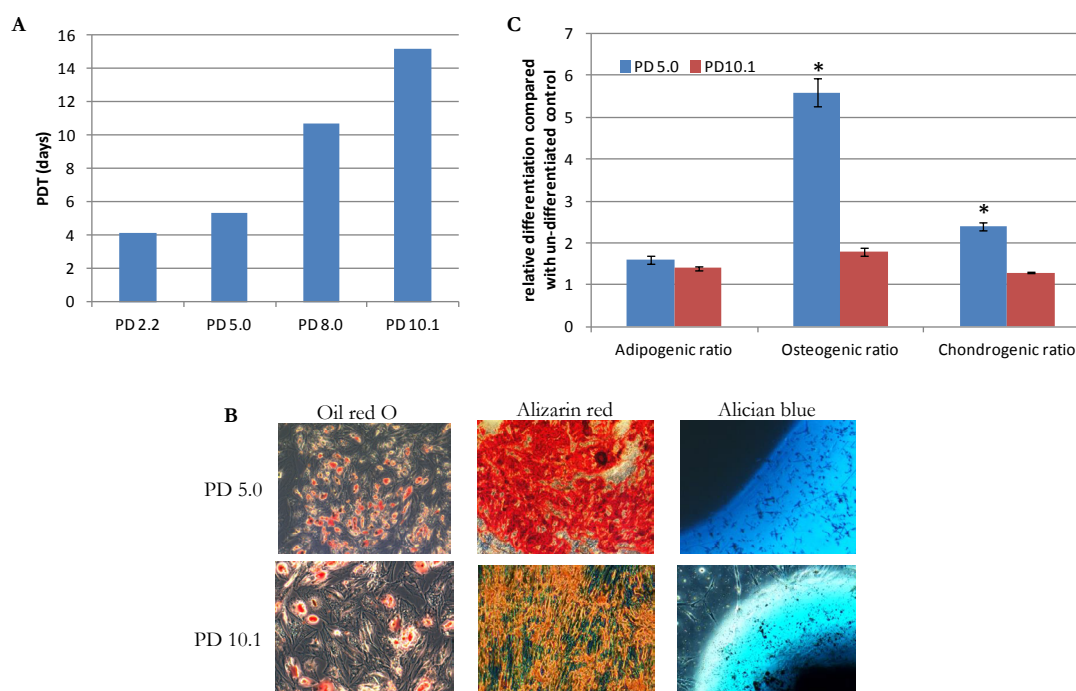 A
PDT (days)
16
14
12
10
8
6
4
2
0
PD 2.2
PD 5.0
PD 8.0
PD 10.1
C
relative differentiation compared
with un-differentiated control
7
6
5
4
3
2
1
0
PD 5.0
PD10.1
*
*
Adipogenic ratio
Osteogenic ratio
Chondrogenic ratio
B
Oil red O
Alizarin red
Alician blue
PD 5.0
PD 10.1